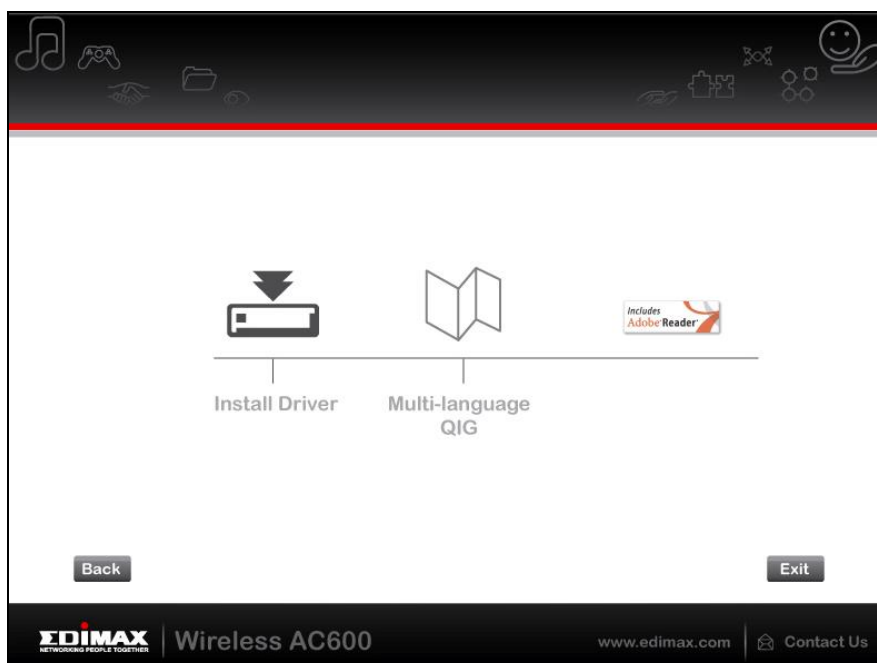 Includes
Adobe Reader
Install Driver
Multi-language
QIG
Back
Exit
EDIMAX
NETWORKING PEOPLE TOGETHER
Wireless AC600
www.edimax.com
Contact Us